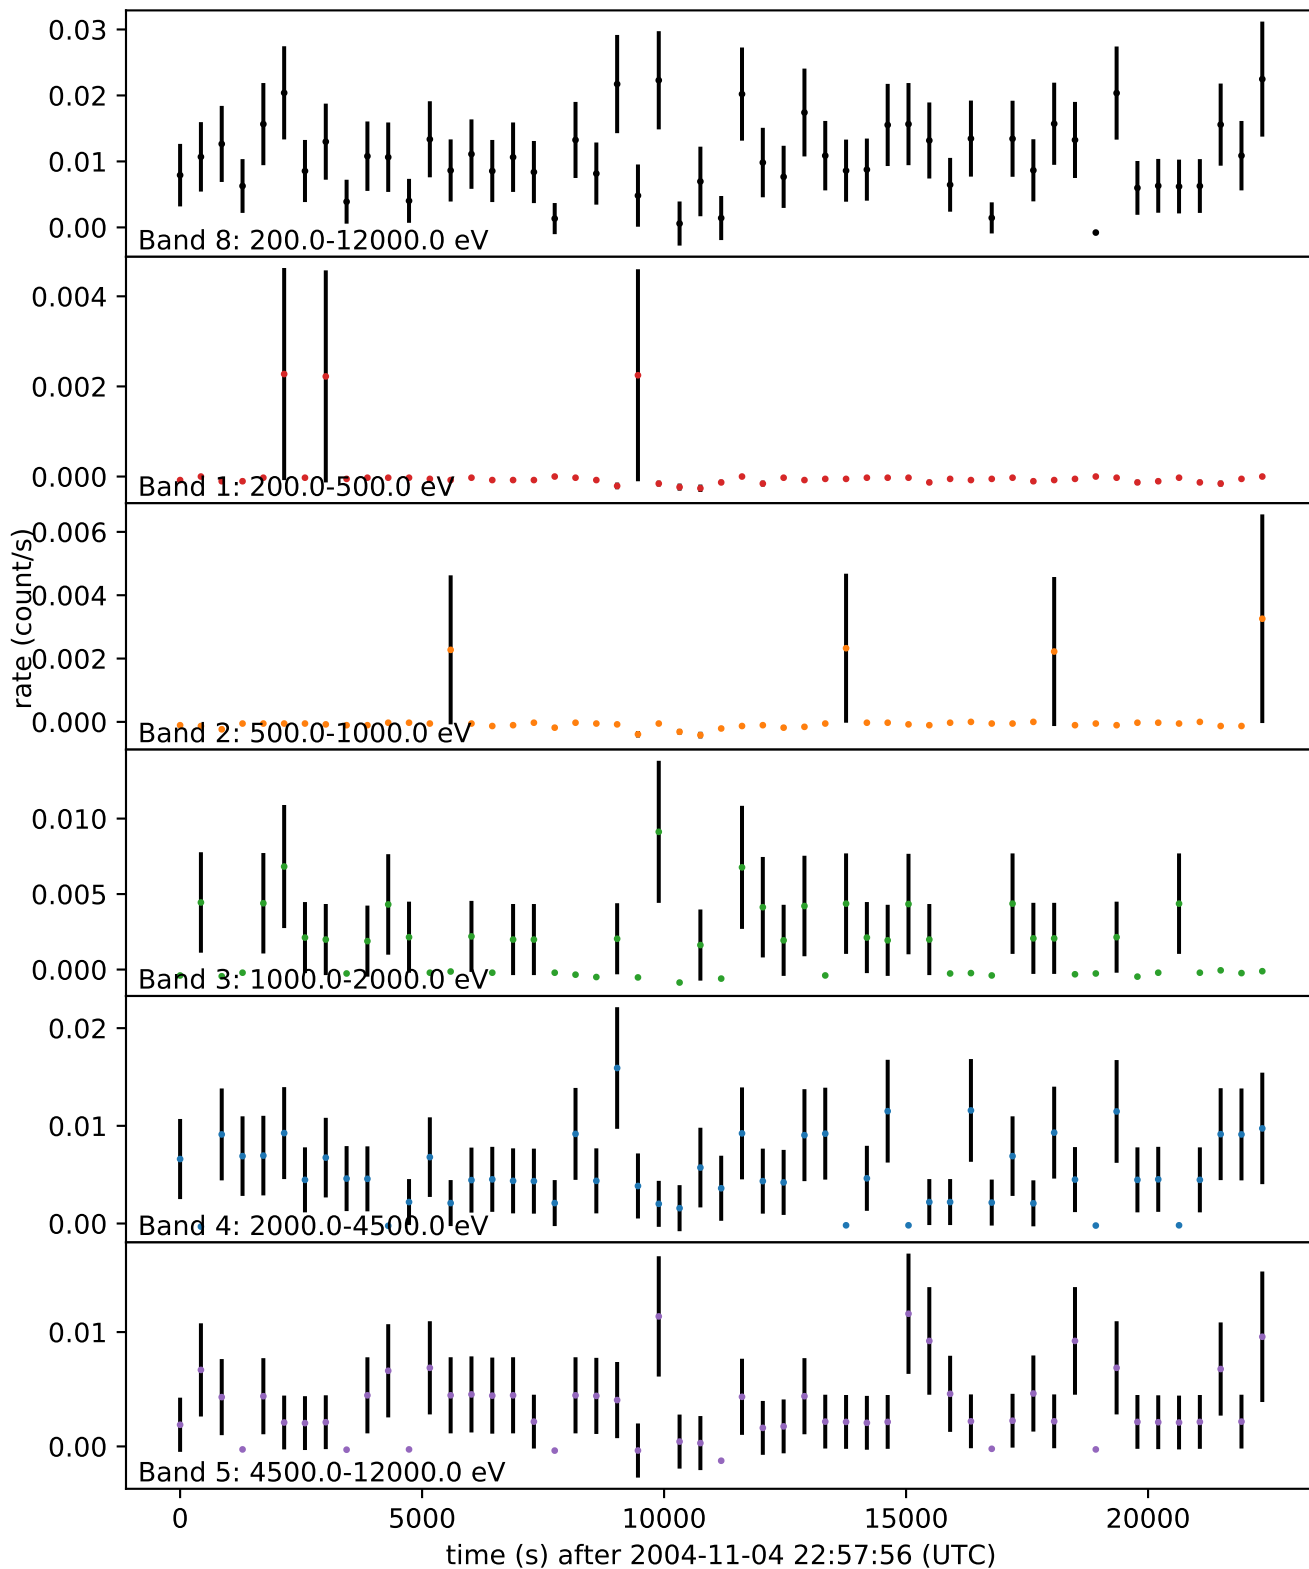 0.03
0.02
0.01
0.00
Band 8: 200.0-12000.0 eV
0.004
0.002
0.000
Band 1: 200.0-500.0 eV
rate (count/s)
0.006
0.004
0.002
0.000
Band 2: 500.0-1000.0 eV
0.010
0.005
0.000
Band 3: 1000.0-2000.0 eV
0.02
0.01
0.00
Band 4: 2000.0-4500.0 eV
0.01
0.00
Band 5: 4500.0-12000.0 eV
0 5000 10000 15000 20000
time (s) after 2004-11-04 22:57:56 (UTC)